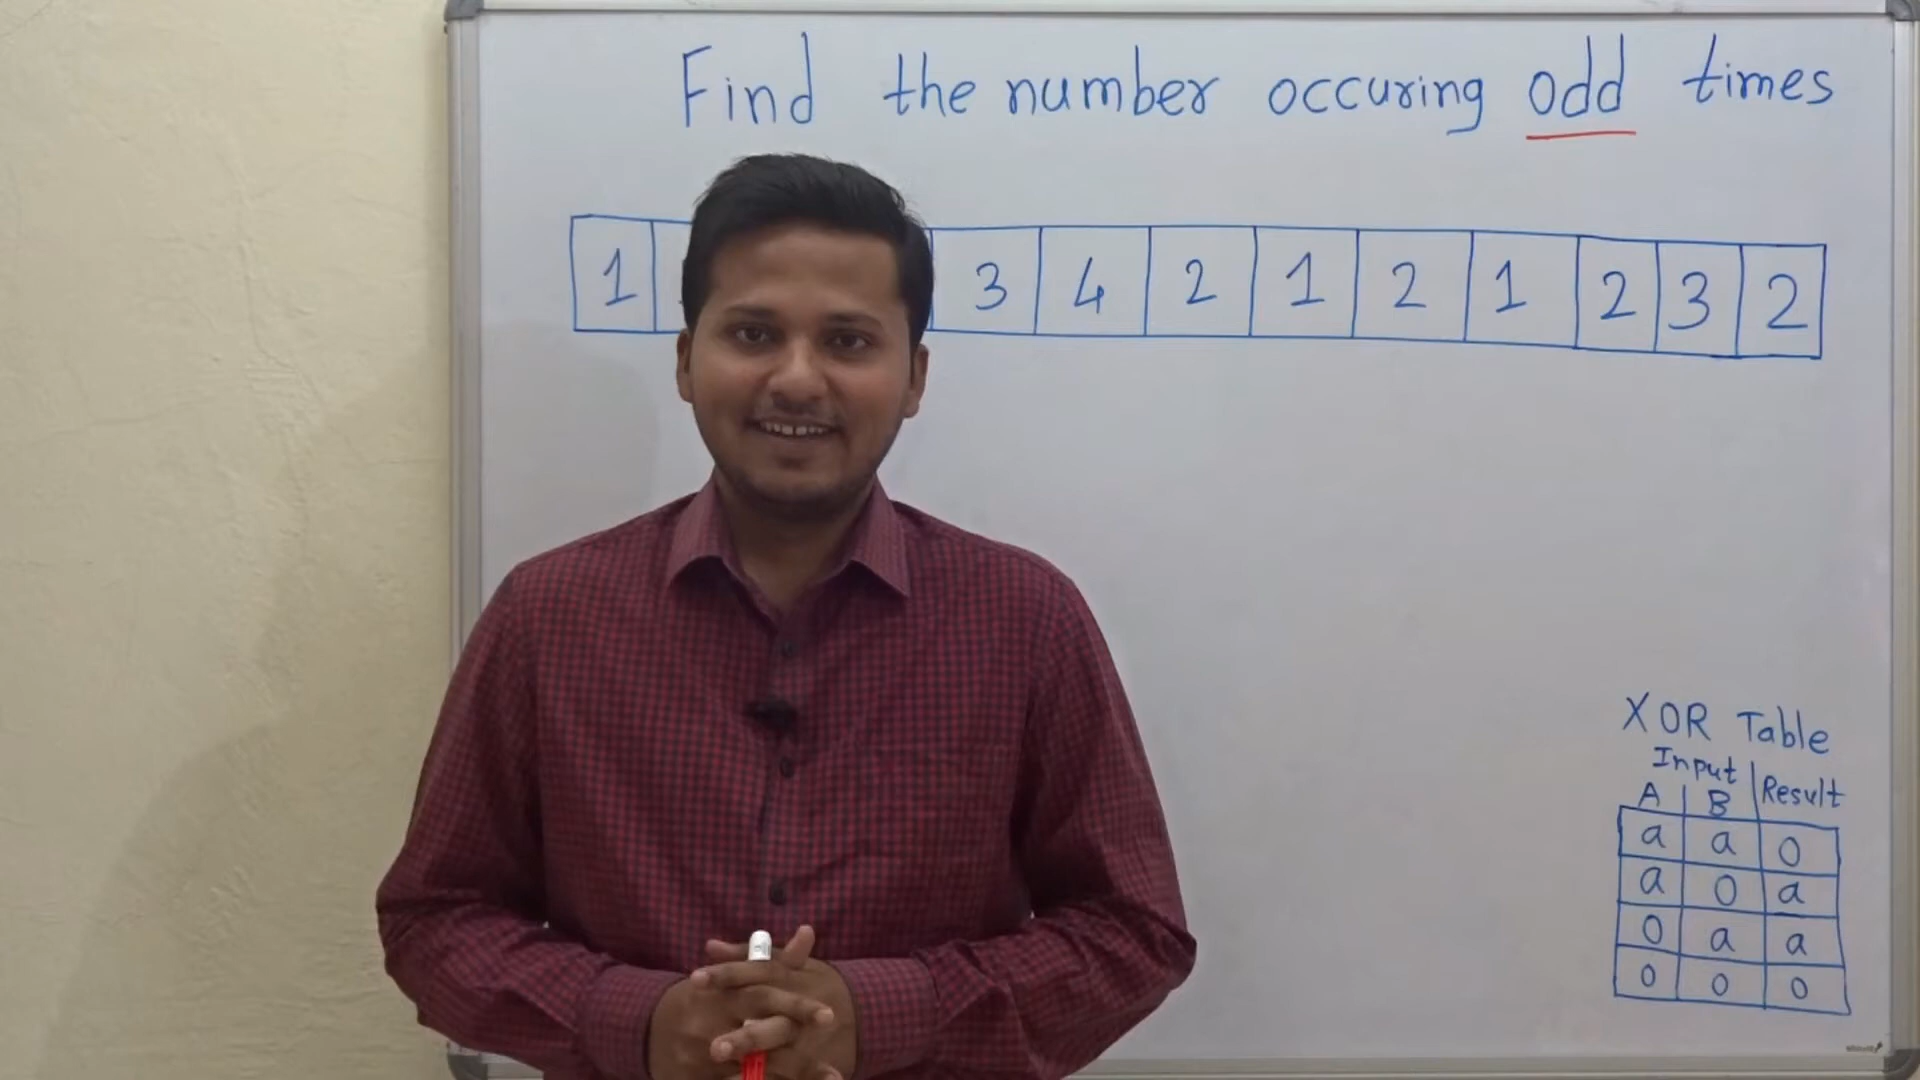 Find the number occuring odd times
1 3 4 2 1 2 1 2 3 2
XOR Table
Input
A B Result
a a 0
a 0 a
0 a a
0 0 0